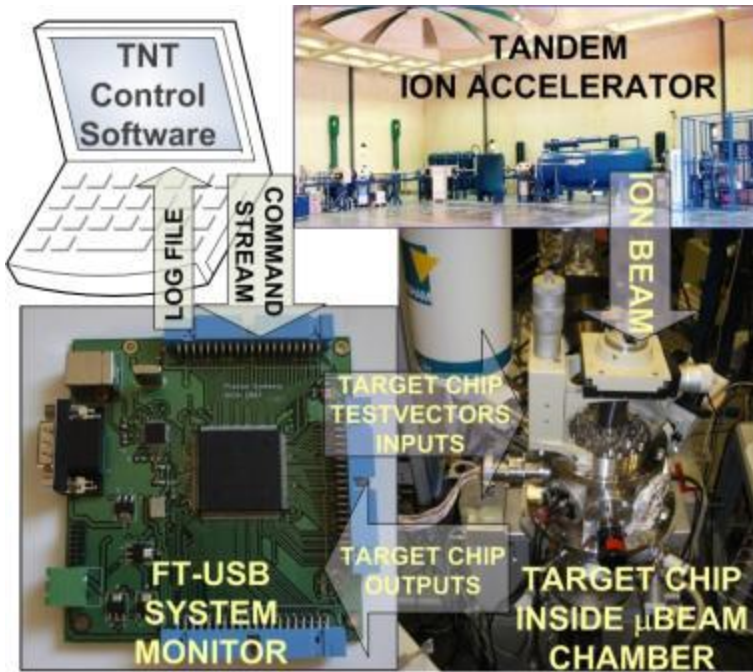 TNT
Control
Software
TANDEM
ION ACCELERATOR
LOG FILE
COMMAND
STREAM
ION BEAM
TARGET CHIP
TESTVECTORS
INPUTS
TARGET CHIP
OUTPUTS
FT-USB
SYSTEM
MONITOR
TARGET CHIP
INSIDE µBEAM
CHAMBER